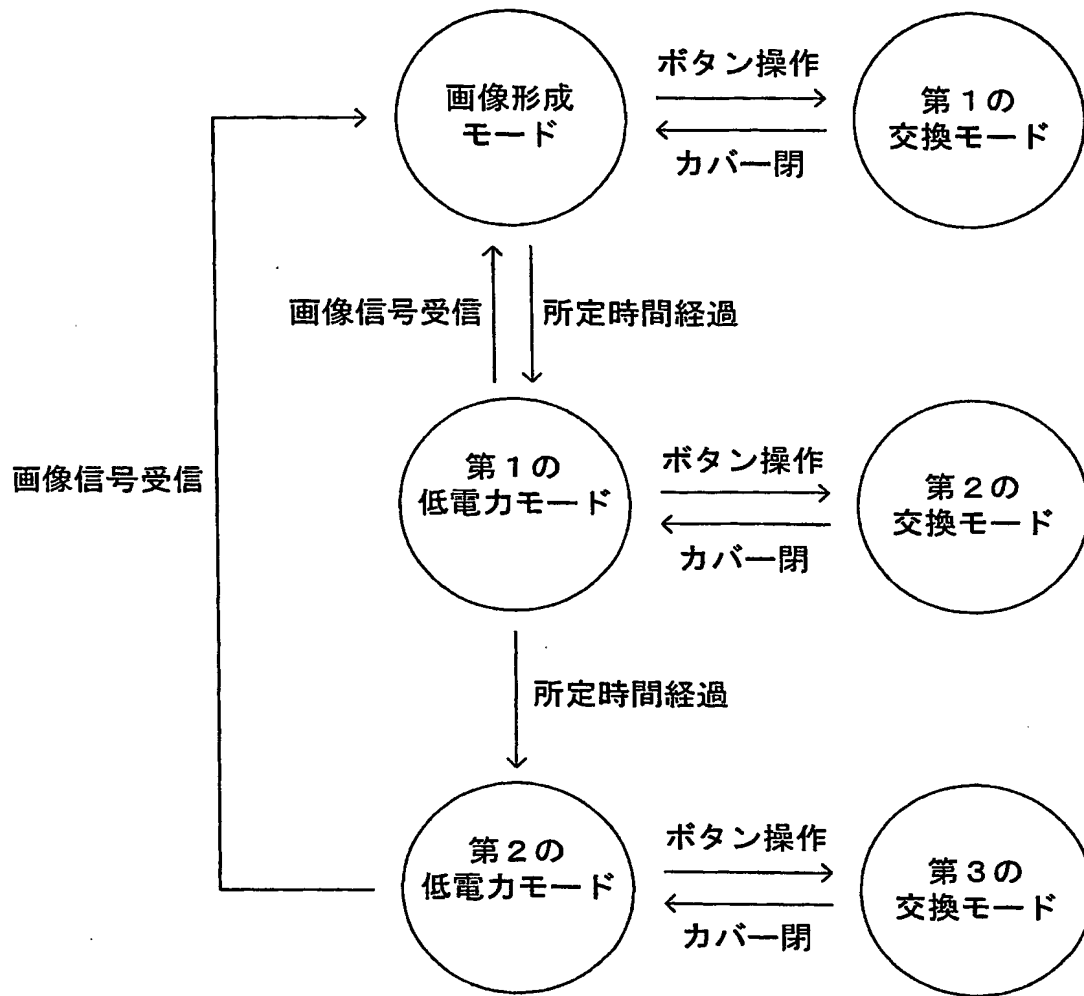 画像形成
モード
ボタン操作
カバー閉
第1の
交換モード
画像信号受信
所定時間経過
画像信号受信
第1の
低電力モード
ボタン操作
カバー閉
第2の
交換モード
所定時間経過
第2の
低電力モード
ボタン操作
カバー閉
第3の
交換モード